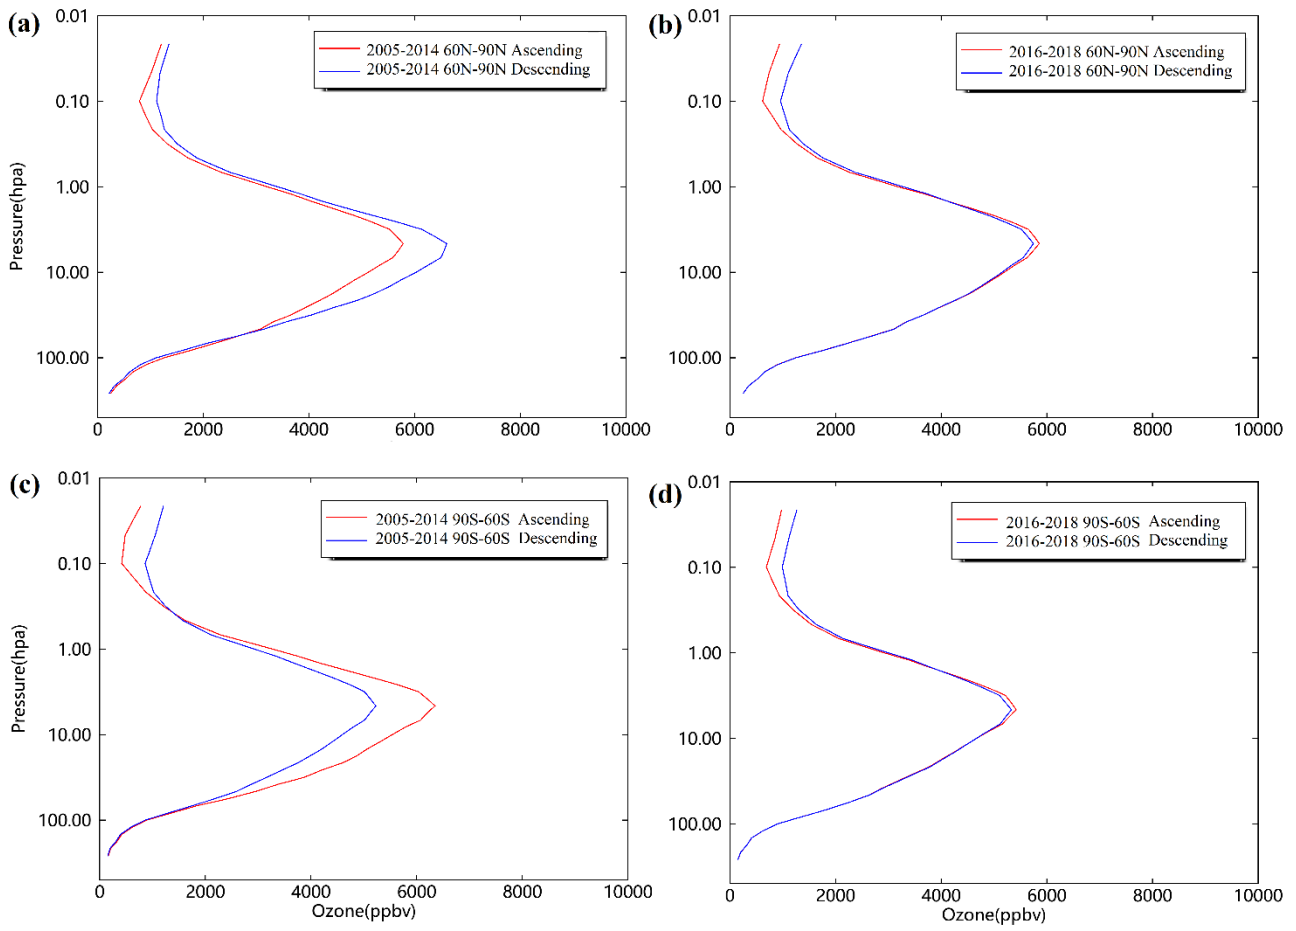 (a)
0.01
0.10
1.00
10.00
100.00
Pressure(hpa)
2005-2014 60N-90N Ascending
2005-2014 60N-90N Descending
0 2000 4000 6000 8000 10000
(b)
0.01
0.10
1.00
10.00
100.00
2016-2018 60N-90N Ascending
2016-2018 60N-90N Descending
0 2000 4000 6000 8000 10000
(c)
0.01
0.10
1.00
10.00
100.00
Pressure(hpa)
2005-2014 90S-60S Ascending
2005-2014 90S-60S Descending
0 2000 4000 6000 8000 10000
Ozone(ppbv)
(d)
0.01
0.10
1.00
10.00
100.00
2016-2018 90S-60S Ascending
2016-2018 90S-60S Descending
0 2000 4000 6000 8000 10000
Ozone(ppbv)